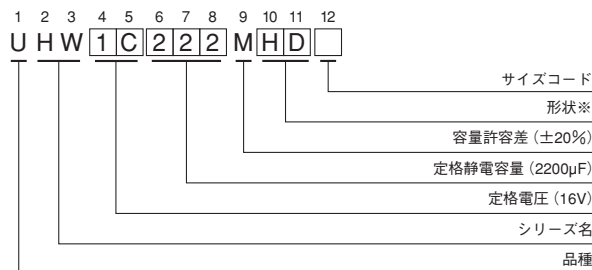 1 2 3 4 5 6 7 8 9 10 11 12
U H W 1 C 2 2 2 M H D
サイズコード
形状※
容量許容差 (±20%)
定格静電容量 (2200µF)
定格電圧 (16V)
シリーズ名
品種